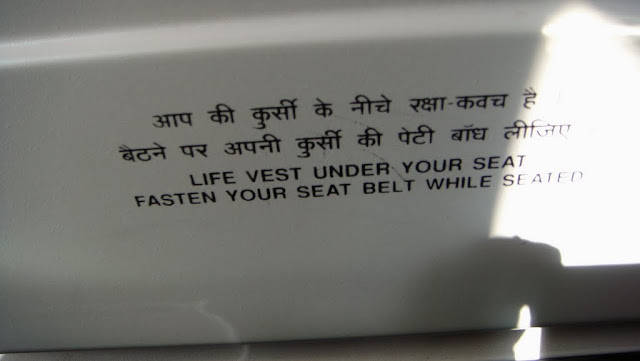 आप की कुर्सी के नीचे रक्षा-कवच है
बैठने पर अपनी कुर्सी की पेटी बाँध लीजिए
LIFE VEST UNDER YOUR SEAT
FASTEN YOUR SEAT BELT WHILE SEATED